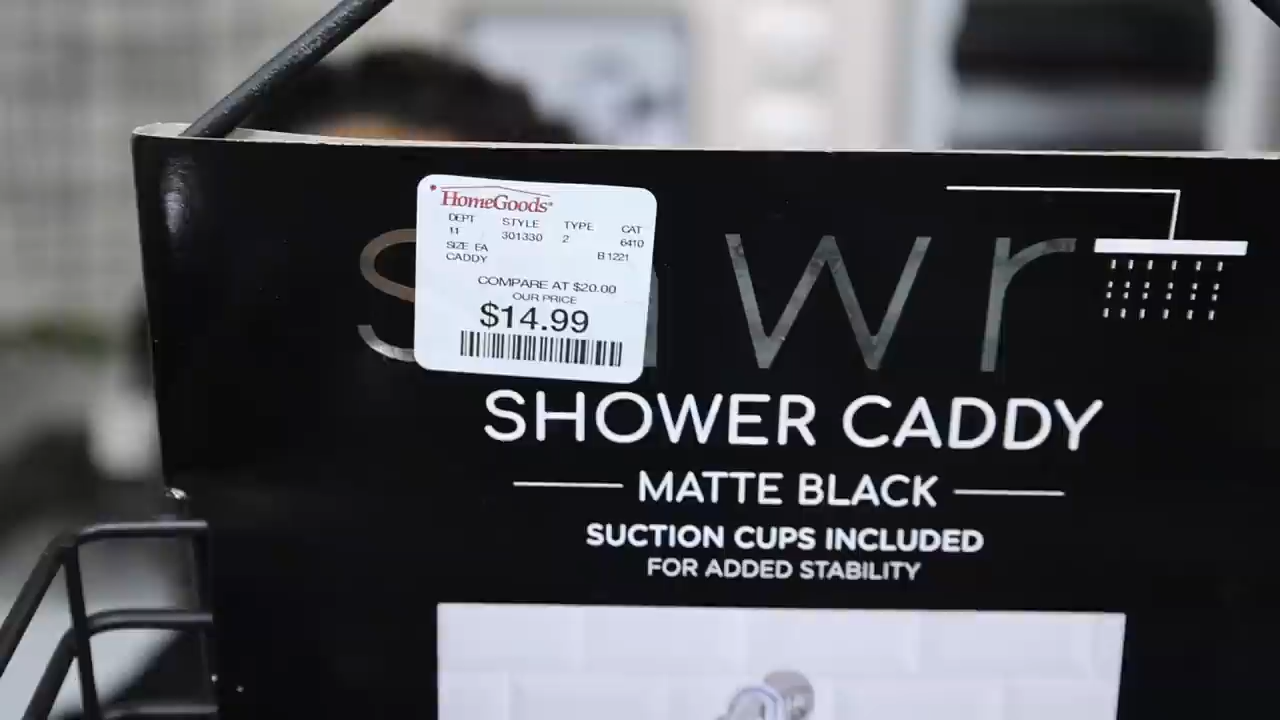 HomeGoods
DEPT STYLE TYPE CAT
11 301330 2 6410
SIZE EA B1221
CADDY
COMPARE AT $20.00
OUR PRICE
$14.99
SHOWER CADDY
MATTE BLACK
SUCTION CUPS INCLUDED
FOR ADDED STABILITY